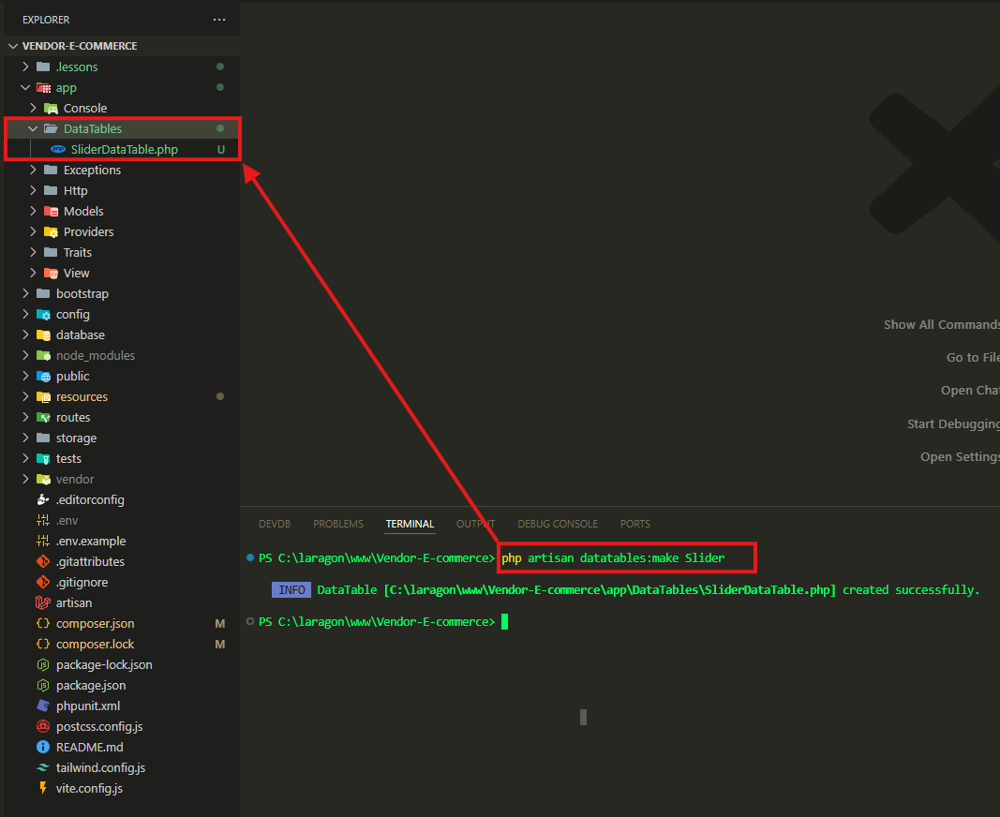 EXPLORER
VENDOR-E-COMMERCE
.lessons
app
Console
DataTables
SliderDataTable.php U
Exceptions
Http
Models
Providers
Traits
View
bootstrap
config
database
node_modules
public
resources
routes
storage
tests
vendor
.editorconfig
.env
.env.example
.gitattributes
.gitignore
artisan
composer.json M
composer.lock M
package-lock.json
package.json
phpunit.xml
postcss.config.js
README.md
tailwind.config.js
vite.config.js
Show All Commands
Go to File
Open Chat
Start Debugging
Open Settings
DEVDB PROBLEMS TERMINAL OUTPUT DEBUG CONSOLE PORTS
PS C:\laragon\www\Vendor-E-commerce> php artisan datatables:make Slider
INFO DataTable [C:\laragon\www\Vendor-E-commerce\app\DataTables\SliderDataTable.php] created successfully.
PS C:\laragon\www\Vendor-E-commerce>